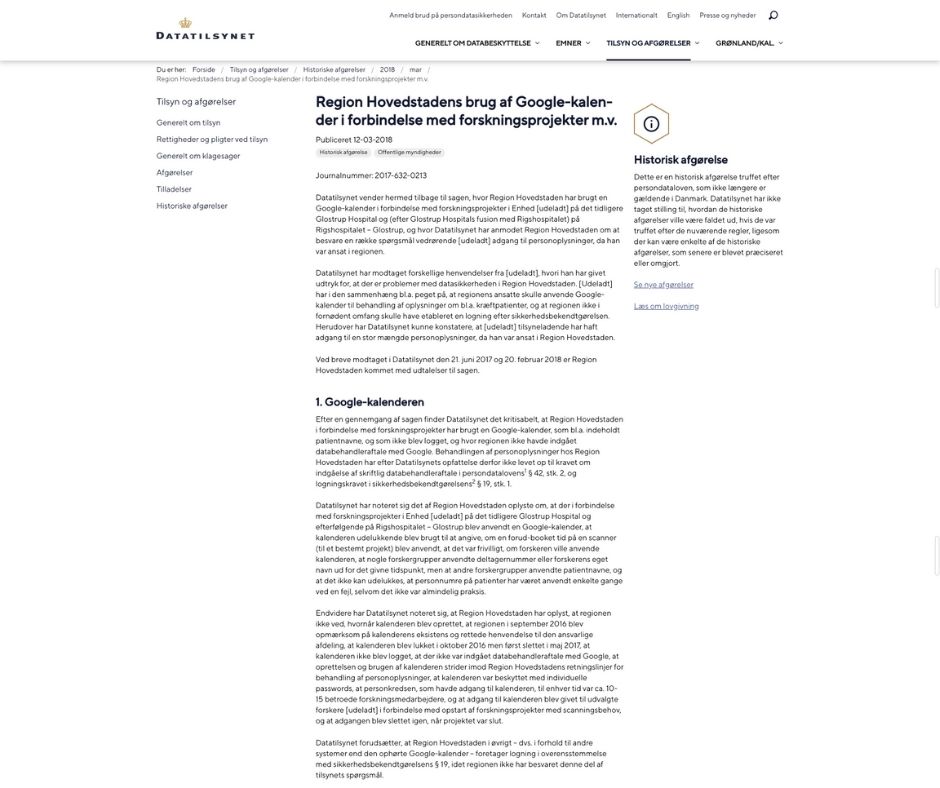 Anmeld brud på persondatasikkerheden Kontakt Om Datatilsynet Internationalt English Presse og nyheder
DATATILSYNET
GENERELT OM DATABESKYTTELSE EMNER TILSYN OG AFGØRELSER GRØNLAND/KAL.
Du er her: Forside / Tilsyn og afgørelser / Historiske afgørelser / 2018 / mar /
Region Hovedstadens brug af Google-kalender i forbindelse med forskningsprojekter m.v.
Tilsyn og afgørelser
Generelt om tilsyn
Rettigheder og pligter ved tilsyn
Generelt om klagesager
Afgørelser
Tilladelser
Historiske afgørelser
Region Hovedstadens brug af Google-kalen-
der i forbindelse med forskningsprojekter m.v.
Publiceret 12-03-2018
Historisk afgørelse Offentlige myndigheder
Journalnummer: 2017-632-0213
Datatilsynet vender hermed tilbage til sagen, hvor Region Hovedstaden har brugt en
Google-kalender i forbindelse med forskningsprojekter i Enhed [udeladt] på det tidligere
Glostrup Hospital og (efter Glostrup Hospitals fusion med Rigshospitalet) på
Rigshospitalet – Glostrup, og hvor Datatilsynet har anmodet Region Hovedstaden om at
besvare en række spørgsmål vedrørende [udeladt] adgang til personoplysninger, da han
var ansat i regionen.
Datatilsynet har modtaget forskellige henvendelser fra [udeladt], hvori han har givet
udtryk for, at der er problemer med datasikkerheden i Region Hovedstaden. [Udeladt]
har i den sammenhæng bl.a. peget på, at regionens ansatte skulle anvende Google-
kalender til behandling af oplysninger om bl.a. kræftpatienter, og at regionen ikke i
fornødent omfang skulle have etableret en logning efter sikkerhedsbekendtgørelsen.
Herudover har Datatilsynet kunne konstatere, at [udeladt] tilsyneladende har haft
adgang til en stor mængde personoplysninger, da han var ansat i Region Hovedstaden.
Ved breve modtaget i Datatilsynet den 21. juni 2017 og 20. februar 2018 er Region
Hovedstaden kommet med udtalelser til sagen.
1. Google-kalenderen
Efter en gennemgang af sagen finder Datatilsynet det kritisabelt, at Region Hovedstaden
i forbindelse med forskningsprojekter har brugt en Google-kalender, som bl.a. indeholdt
patientnavne, og som ikke blev logget, og hvor regionen ikke havde indgået
databehandleraftale med Google. Behandlingen af personoplysninger hos Region
Hovedstaden har efter Datatilsynets opfattelse derfor ikke levet op til kravet om
indgåelse af skriftlig databehandleraftale i persondatalovens¹ § 42, stk. 2, og
logningskravet i sikkerhedsbekendtgørelsens² § 19, stk. 1.
Datatilsynet har noteret sig det af Region Hovedstaden oplyste om, at der i forbindelse
med forskningsprojekter i Enhed [udeladt] på det tidligere Glostrup Hospital og
efterfølgende på Rigshospitalet – Glostrup blev anvendt en Google-kalender, at
kalenderen udelukkende blev brugt til at angive, om en forud-booket tid på en scanner
(til et bestemt projekt) blev anvendt, at det var frivilligt, om forskeren ville anvende
kalenderen, at nogle forskergrupper anvendte deltagernummer eller forskerens eget
navn ud for det givne tidspunkt, men at andre forskergrupper anvendte patientnavne, og
at det ikke kan udelukkes, at personnumre på patienter har været anvendt enkelte gange
ved en fejl, selvom det ikke var almindelig praksis.
Endvidere har Datatilsynet noteret sig, at Region Hovedstaden har oplyst, at regionen
ikke ved, hvornår kalenderen blev oprettet, at regionen i september 2016 blev
opmærksom på kalenderens eksistens og rettede henvendelse til den ansvarlige
afdeling, at kalenderen blev lukket i oktober 2016 men først slettet i maj 2017, at
kalenderen ikke blev logget, at der ikke var indgået databehandleraftale med Google, at
oprettelsen og brugen af kalenderen strider imod Region Hovedstadens retningslinjer for
behandling af personoplysninger, at kalenderen var beskyttet med individuelle
passwords, at personkredsen, som havde adgang til kalenderen, til enhver tid var ca. 10-
15 betroede forskningsmedarbejdere, og at adgang til kalenderen blev givet til udvalgte
forskere [udeladt] i forbindelse med opstart af forskningsprojekter med scanningsbehov,
og at adgangen blev slettet igen, når projektet var slut.
Datatilsynet forudsætter, at Region Hovedstaden i øvrigt – dvs. i forhold til andre
systemer end den ophørte Google-kalender – foretager logning i overensstemmelse
med sikkerhedsbekendtgørelsens § 19, idet regionen ikke har besvaret denne del af
tilsynets spørgsmål.
Historisk afgørelse
Dette er en historisk afgørelse truffet efter
persondataloven, som ikke længere er
gældende i Danmark. Datatilsynet har ikke
taget stilling til, hvordan de historiske
afgørelser ville være faldet ud, hvis de var
truffet efter de nuværende regler, ligesom
der kan være enkelte af de historiske
afgørelser, som senere er blevet præciseret
eller omgjort.
Se nye afgørelser
Læs om lovgivning